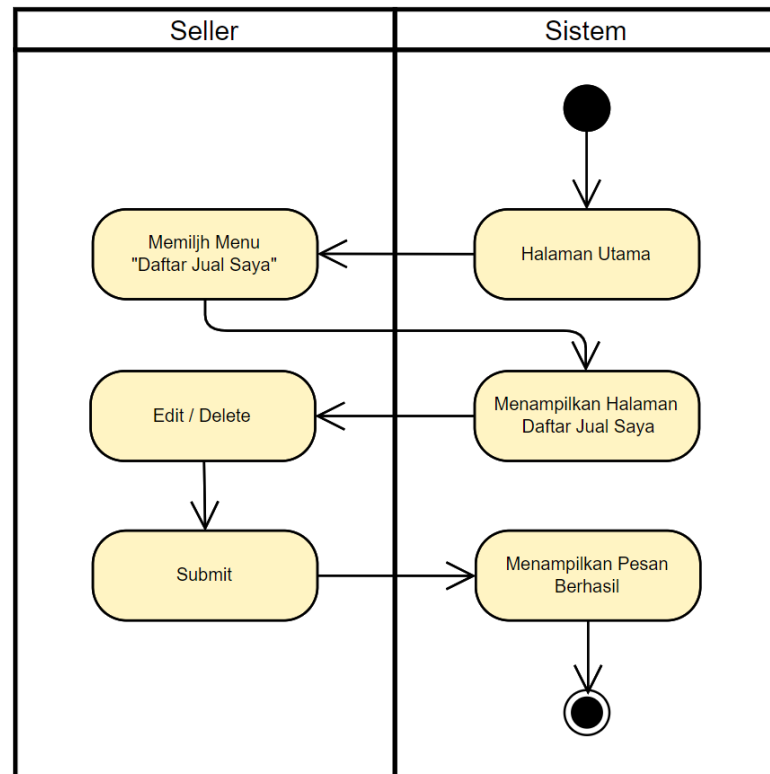 Seller
Sistem
Memiljh Menu
"Daftar Jual Saya"
Halaman Utama
Edit / Delete
Menampilkan Halaman
Daftar Jual Saya
Submit
Menampilkan Pesan
Berhasil